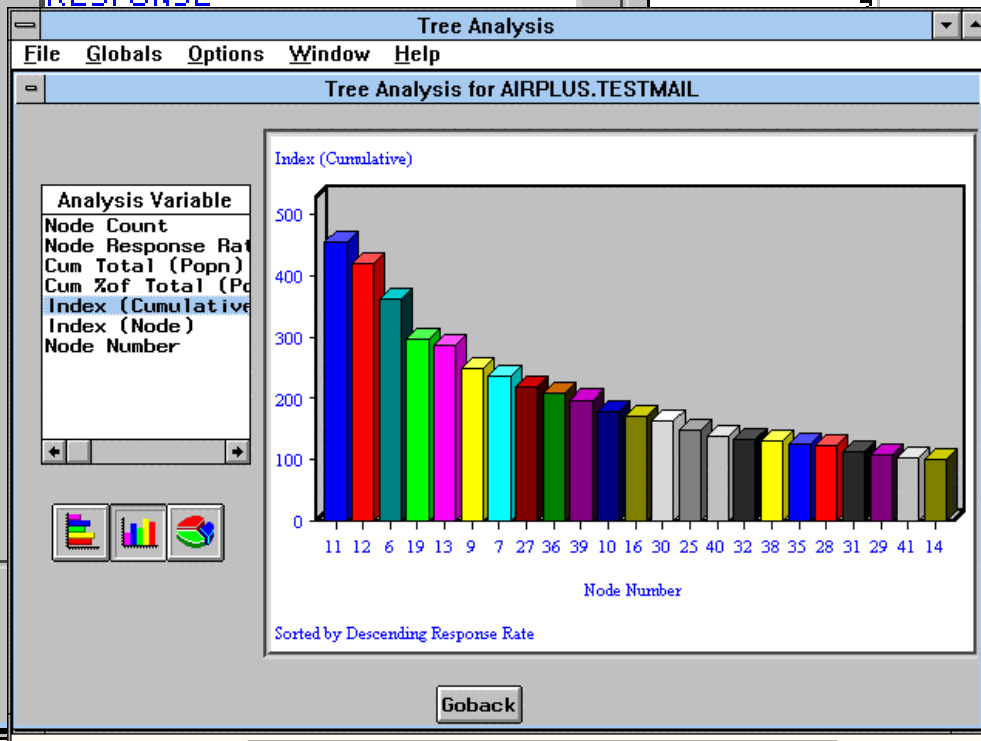 RESPONSE
Tree Analysis
File Globals Options Window Help
Tree Analysis for AIRPLUS.TESTMAIL
Index (Cumulative)
Analysis Variable
Node Count
Node Response Rat
Cum Total (Popn)
Cum %of Total (Po
Index (Cumulative
Index (Node)
Node Number
500
400
300
200
100
0
11 12 6 19 13 9 7 27 36 39 10 16 30 25 40 32 38 35 28 31 29 41 14
Node Number
Sorted by Descending Response Rate
Goback